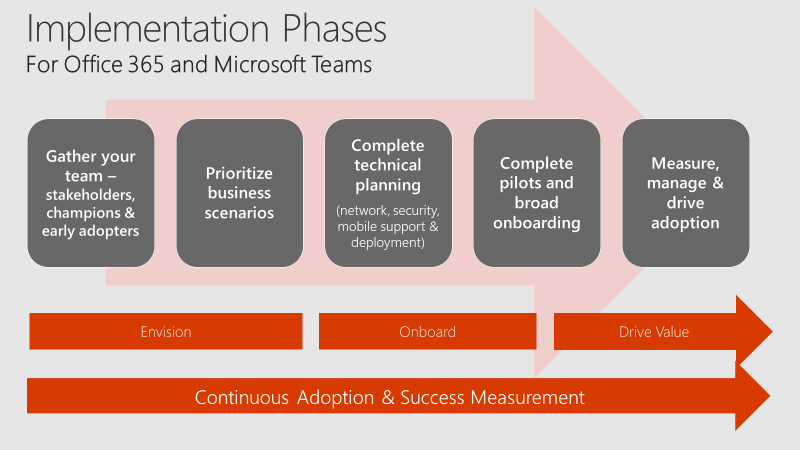 Implementation Phases
For Office 365 and Microsoft Teams
Gather your
team –
stakeholders,
champions &
early adopters
Prioritize
business
scenarios
Complete
technical
planning
(network, security,
mobile support &
deployment)
Complete
pilots and
broad
onboarding
Measure,
manage &
drive
adoption
Envision
Onboard
Drive Value
Continuous Adoption & Success Measurement